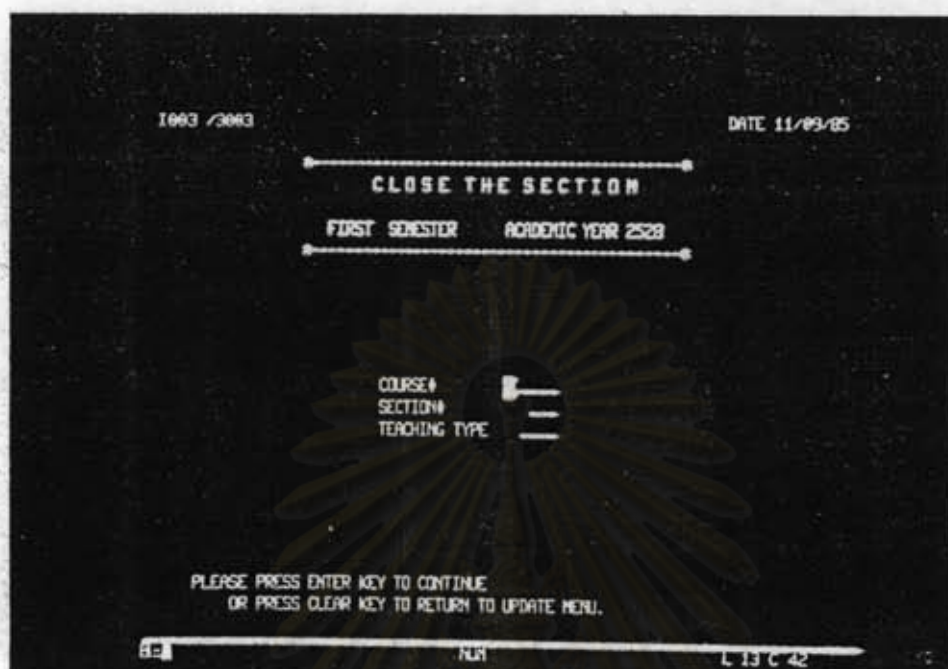 I003 /3003 DATE 11/09/85
CLOSE THE SECTION
FIRST SEMESTER ACADEMIC YEAR 2528
COURSE#
SECTION#
TEACHING TYPE
PLEASE PRESS ENTER KEY TO CONTINUE
OR PRESS CLEAR KEY TO RETURN TO UPDATE MENU.
NUM L 13 C 42